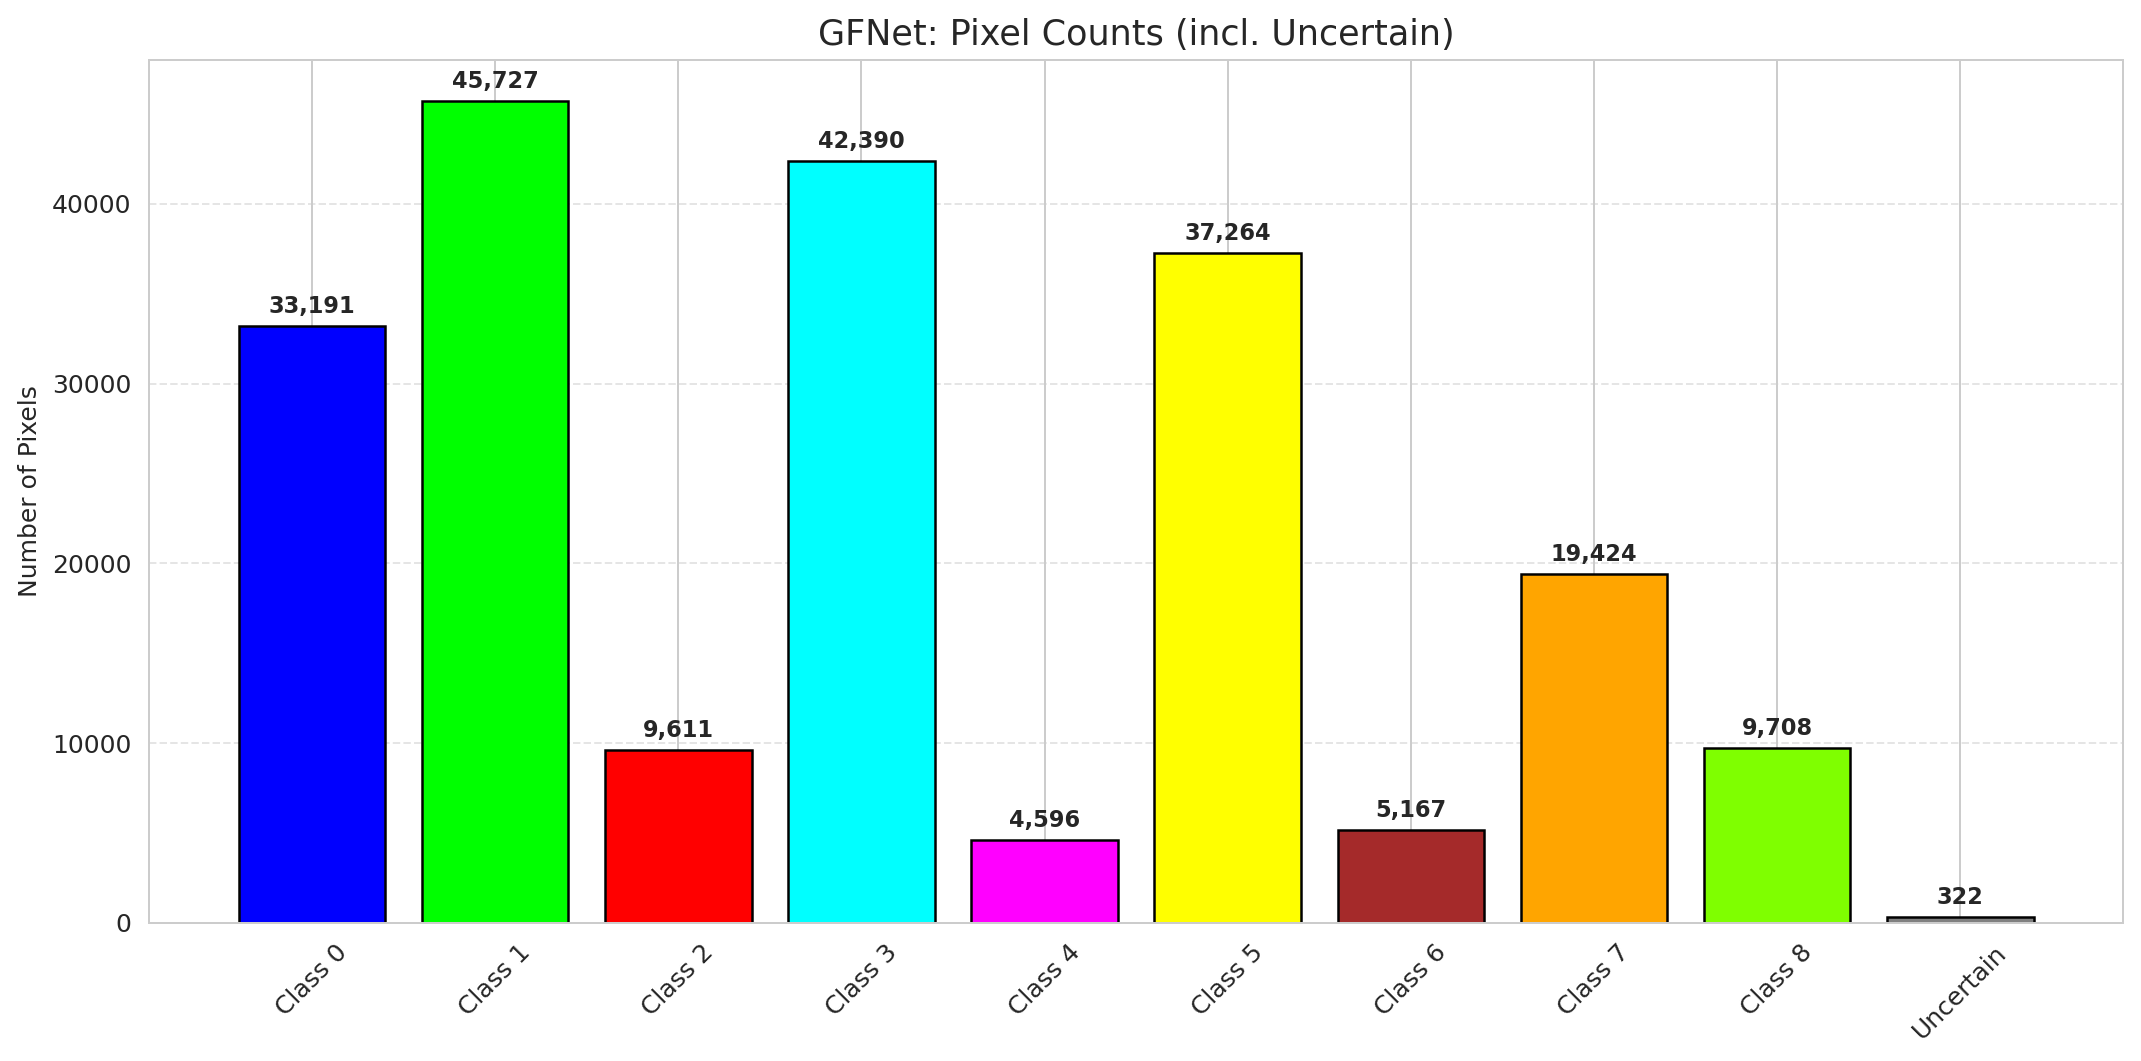 GFNet: Pixel Counts (incl. Uncertain)
Number of Pixels
40000
30000
20000
10000
0
33,191
45,727
9,611
42,390
4,596
37,264
5,167
19,424
9,708
322
Class 0
Class 1
Class 2
Class 3
Class 4
Class 5
Class 6
Class 7
Class 8
Uncertain